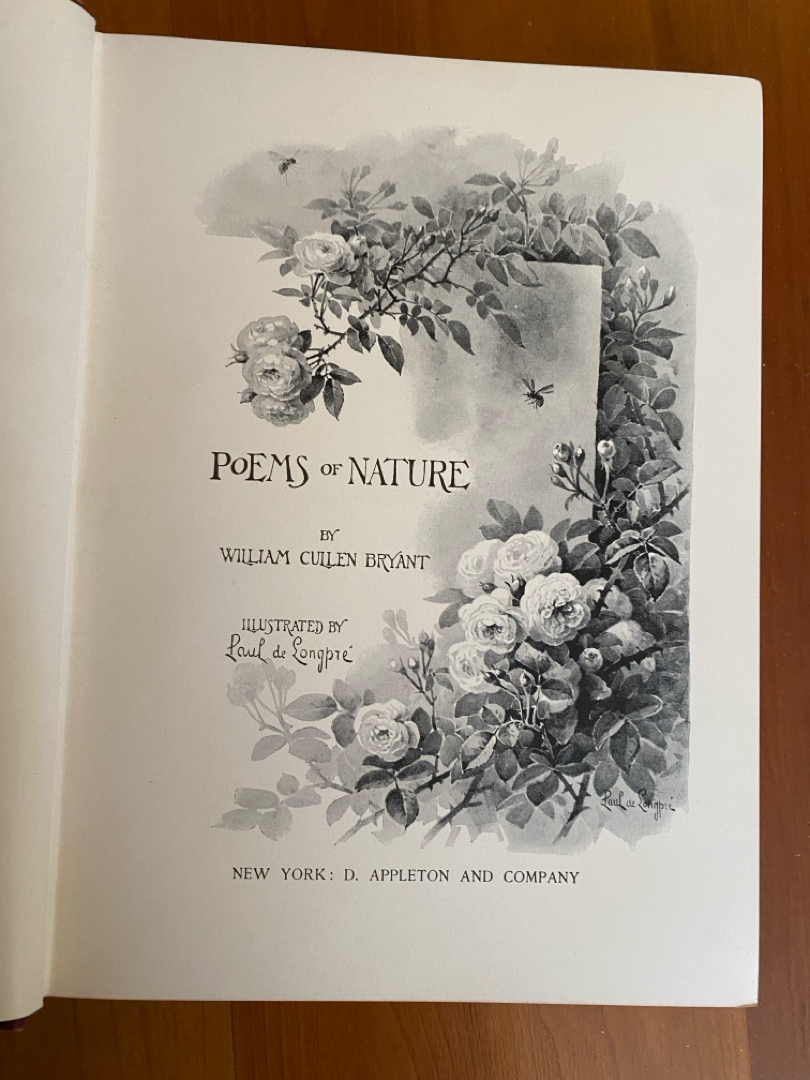 POEMS OF NATURE
BY
WILLIAM CULLEN BRYANT
ILLUSTRATED BY
Paul de Longpré
Paul de Longpré
NEW YORK: D. APPLETON AND COMPANY